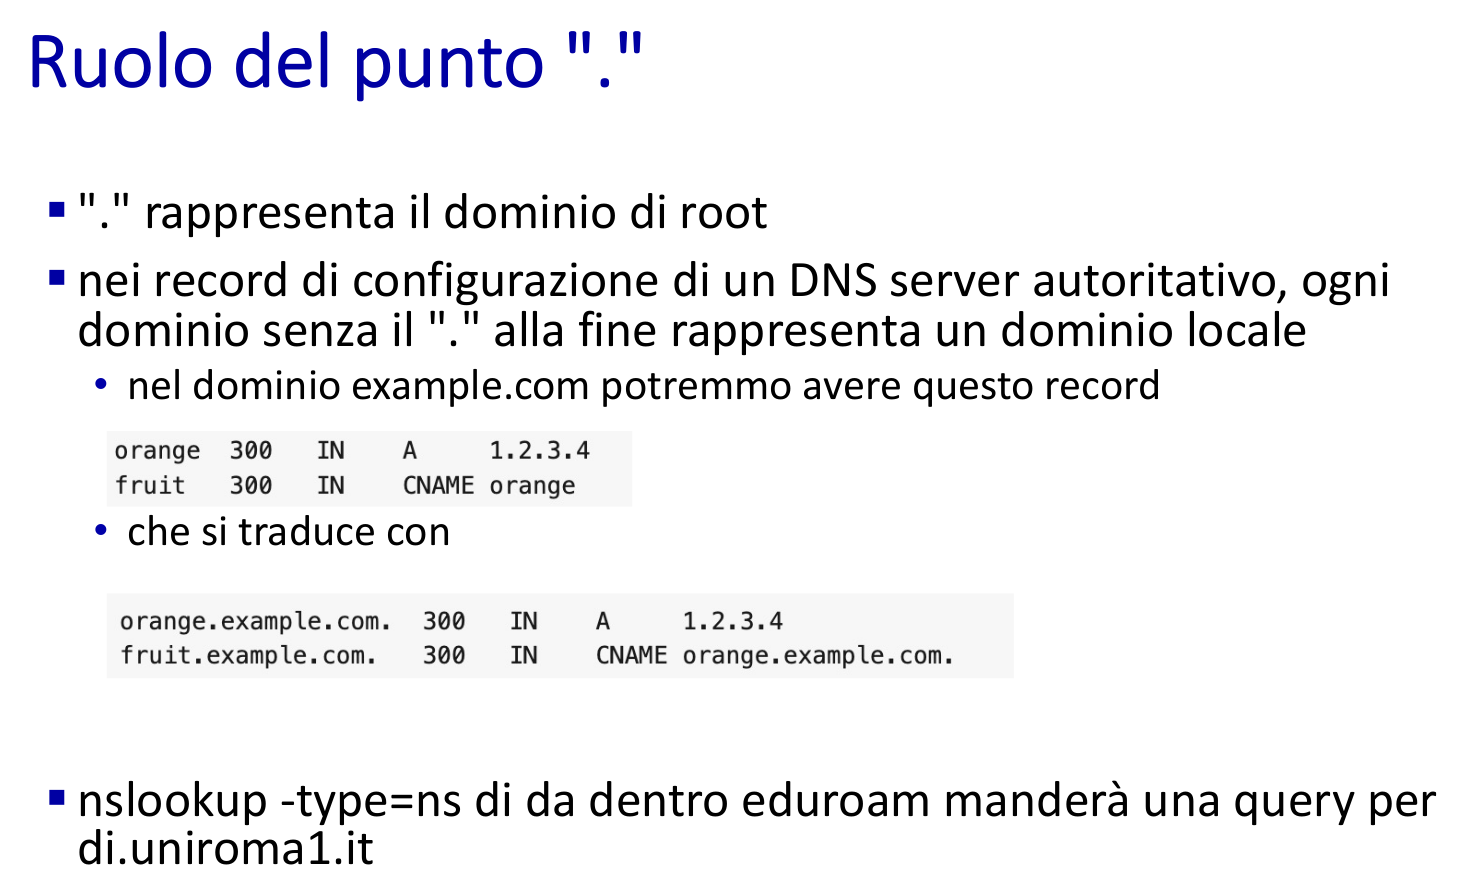 Ruolo del punto "."
"." rappresenta il dominio di root
nei record di configurazione di un DNS server autoritativo, ogni
dominio senza il "." alla fine rappresenta un dominio locale
nel dominio example.com potremmo avere questo record
orange 300 IN A 1.2.3.4
fruit 300 IN CNAME orange
che si traduce con
orange.example.com. 300 IN A 1.2.3.4
fruit.example.com. 300 IN CNAME orange.example.com.
nslookup -type=ns di da dentro eduroam manderà una query per
di.uniroma1.it